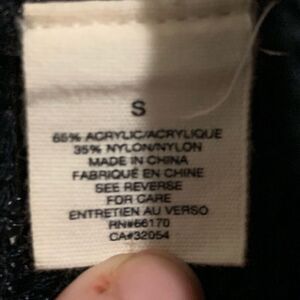 S
65% ACRYLIC/ACRYLIQUE
35% NYLON/NYLON
MADE IN CHINA
FABRIQUÉ EN CHINE
SEE REVERSE
FOR CARE
ENTRETIEN AU VERSO
RN#66170
CA#32054